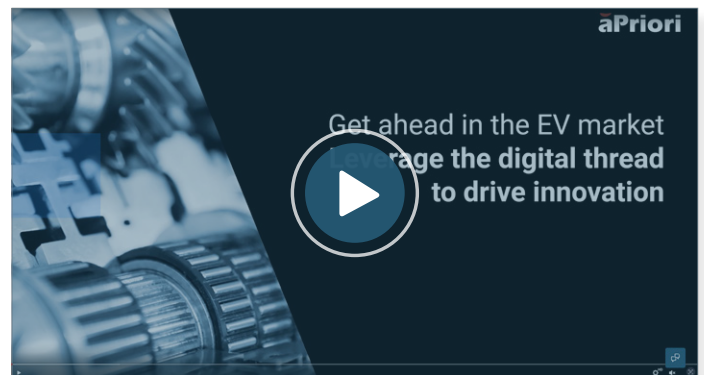 aPriori
Get ahead in the EV market
Leverage the digital thread
to drive innovation